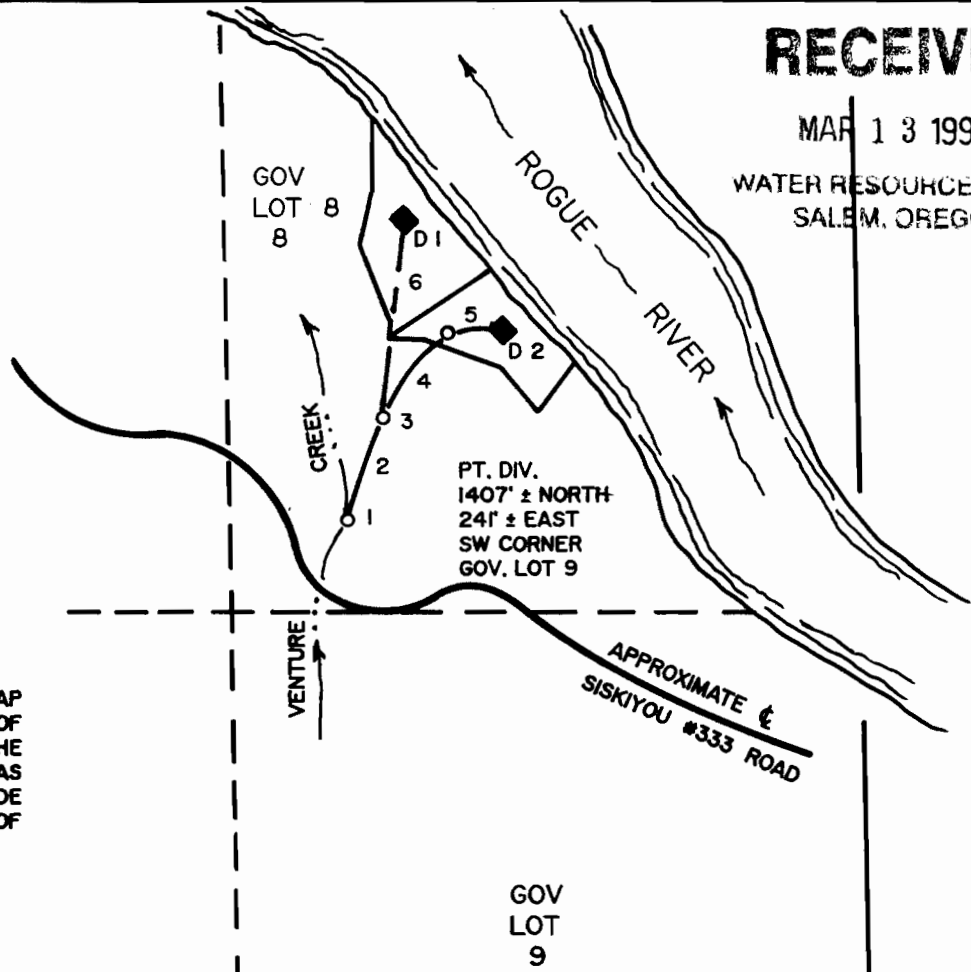 RECEIV
MAR 1 3 199
WATER RESOURCE
SALEM, OREG
GOV
LOT 8
8
D 1
6
5
D 2
4
3
2
1
ROGUE
RIVER
CREEK
PT. DIV.
1407' ± NORTH
241' ± EAST
SW CORNER
GOV. LOT 9
VENTURE
APPROXIMATE ℄
SISKIYOU #333 ROAD
AP
OF
HE
AS
DE
OF
GOV
LOT
9